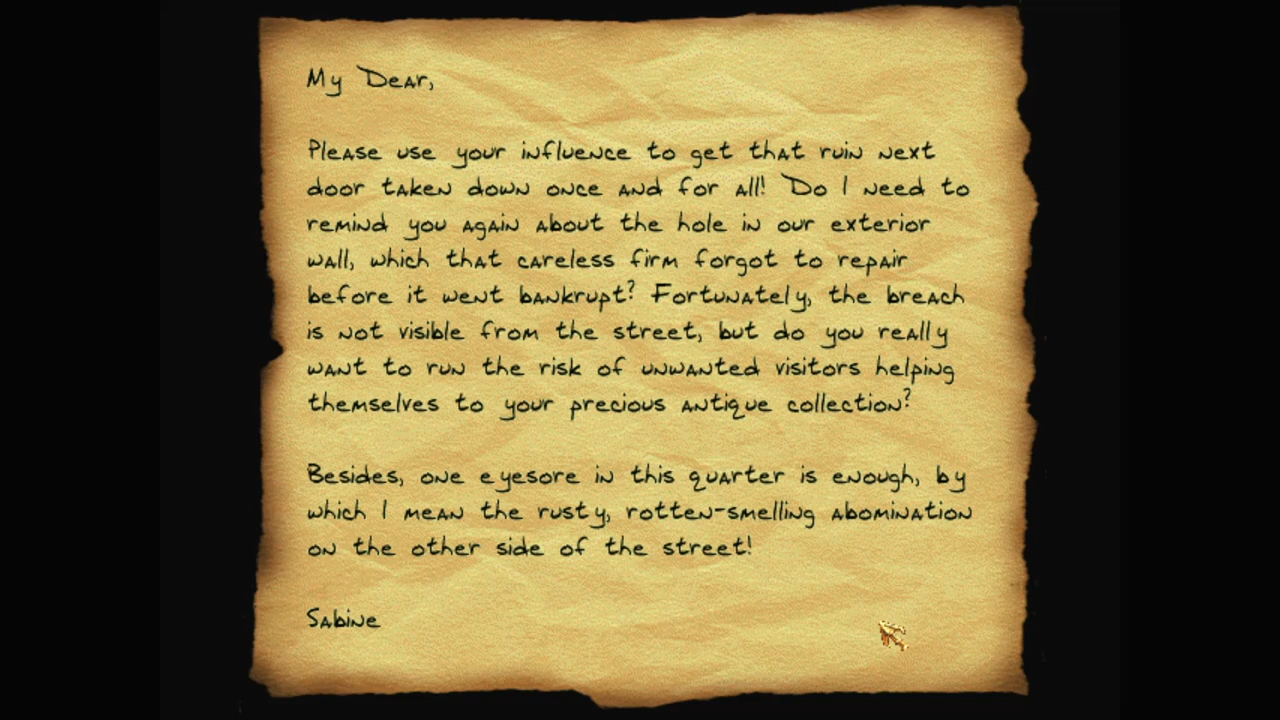 My Dear,
Please use your influence to get that ruin next
door taken down once and for all! Do I need to
remind you again about the hole in our exterior
wall, which that careless firm forgot to repair
before it went bankrupt? Fortunately, the breach
is not visible from the street, but do you really
want to run the risk of unwanted visitors helping
themselves to your precious antique collection?
Besides, one eyesore in this quarter is enough, by
which I mean the rusty, rotten-smelling abomination
on the other side of the street!
Sabine